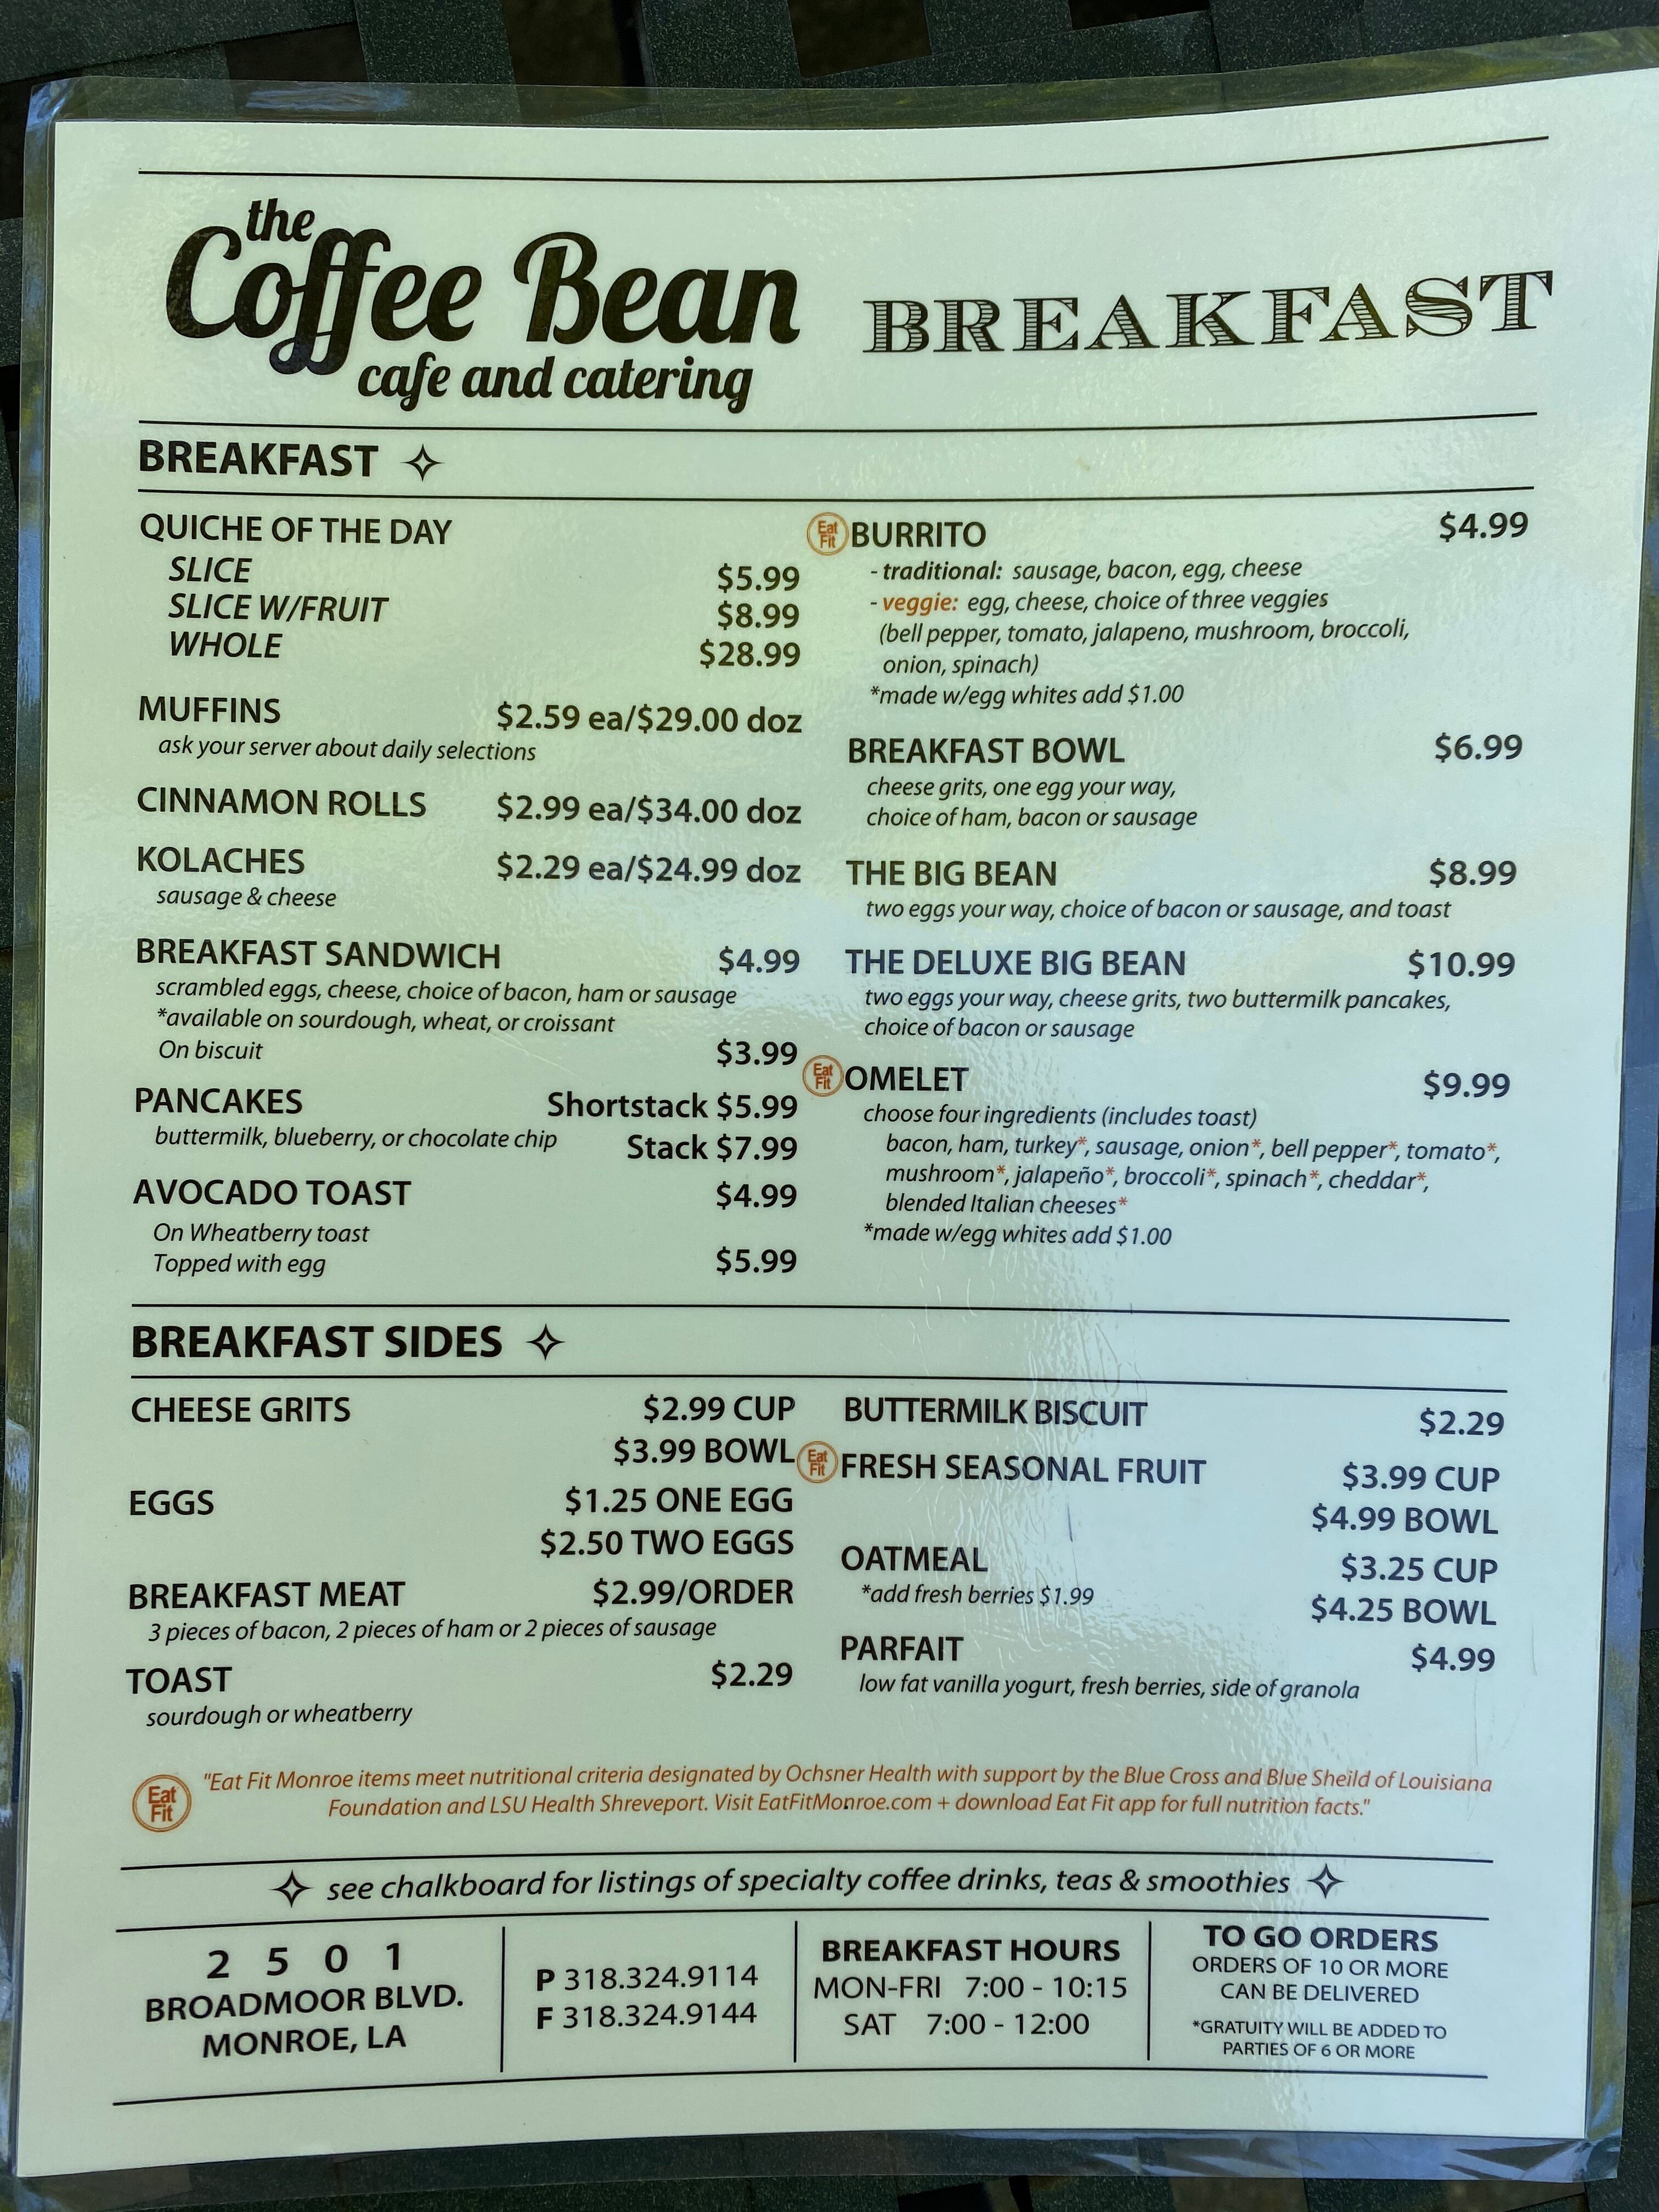 the
Coffee Bean
cafe and catering
BREAKFAST
BREAKFAST
QUICHE OF THE DAY
SLICE $5.99
SLICE W/FRUIT $8.99
WHOLE $28.99
MUFFINS $2.59 ea/$29.00 doz
ask your server about daily selections
CINNAMON ROLLS $2.99 ea/$34.00 doz
KOLACHES $2.29 ea/$24.99 doz
sausage & cheese
BREAKFAST SANDWICH $4.99
scrambled eggs, cheese, choice of bacon, ham or sausage
*available on sourdough, wheat, or croissant
On biscuit $3.99
PANCAKES Shortstack $5.99
buttermilk, blueberry, or chocolate chip Stack $7.99
AVOCADO TOAST $4.99
On Wheatberry toast
Topped with egg $5.99
Eat Fit BURRITO $4.99
- traditional: sausage, bacon, egg, cheese
- veggie: egg, cheese, choice of three veggies
(bell pepper, tomato, jalapeno, mushroom, broccoli,
onion, spinach)
*made w/egg whites add $1.00
BREAKFAST BOWL $6.99
cheese grits, one egg your way,
choice of ham, bacon or sausage
THE BIG BEAN $8.99
two eggs your way, choice of bacon or sausage, and toast
THE DELUXE BIG BEAN $10.99
two eggs your way, cheese grits, two buttermilk pancakes,
choice of bacon or sausage
Eat Fit OMELET $9.99
choose four ingredients (includes toast)
bacon, ham, turkey*, sausage, onion*, bell pepper*, tomato*,
mushroom*, jalapeño*, broccoli*, spinach*, cheddar*,
blended Italian cheeses*
*made w/egg whites add $1.00
BREAKFAST SIDES
CHEESE GRITS $2.99 CUP
$3.99 BOWL
EGGS $1.25 ONE EGG
$2.50 TWO EGGS
BREAKFAST MEAT $2.99/ORDER
3 pieces of bacon, 2 pieces of ham or 2 pieces of sausage
TOAST $2.29
sourdough or wheatberry
BUTTERMILK BISCUIT $2.29
Eat Fit FRESH SEASONAL FRUIT $3.99 CUP
$4.99 BOWL
OATMEAL $3.25 CUP
*add fresh berries $1.99 $4.25 BOWL
PARFAIT $4.99
low fat vanilla yogurt, fresh berries, side of granola
Eat Fit "Eat Fit Monroe items meet nutritional criteria designated by Ochsner Health with support by the Blue Cross and Blue Sheild of Louisiana
Foundation and LSU Health Shreveport. Visit EatFitMonroe.com + download Eat Fit app for full nutrition facts."
see chalkboard for listings of specialty coffee drinks, teas & smoothies
2 5 0 1
BROADMOOR BLVD.
MONROE, LA
P 318.324.9114
F 318.324.9144
BREAKFAST HOURS
MON-FRI 7:00 - 10:15
SAT 7:00 - 12:00
TO GO ORDERS
ORDERS OF 10 OR MORE
CAN BE DELIVERED
*GRATUITY WILL BE ADDED TO
PARTIES OF 6 OR MORE